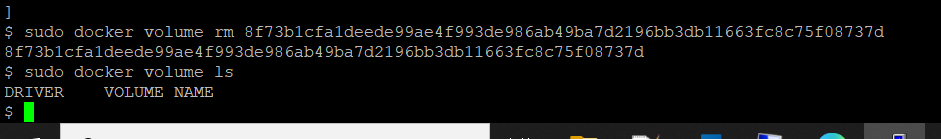 ]
$ sudo docker volume rm 8f73b1cfa1deede99ae4f993de986ab49ba7d2196bb3db11663fc8c75f08737d
8f73b1cfa1deede99ae4f993de986ab49ba7d2196bb3db11663fc8c75f08737d
$ sudo docker volume ls
DRIVER    VOLUME NAME
$